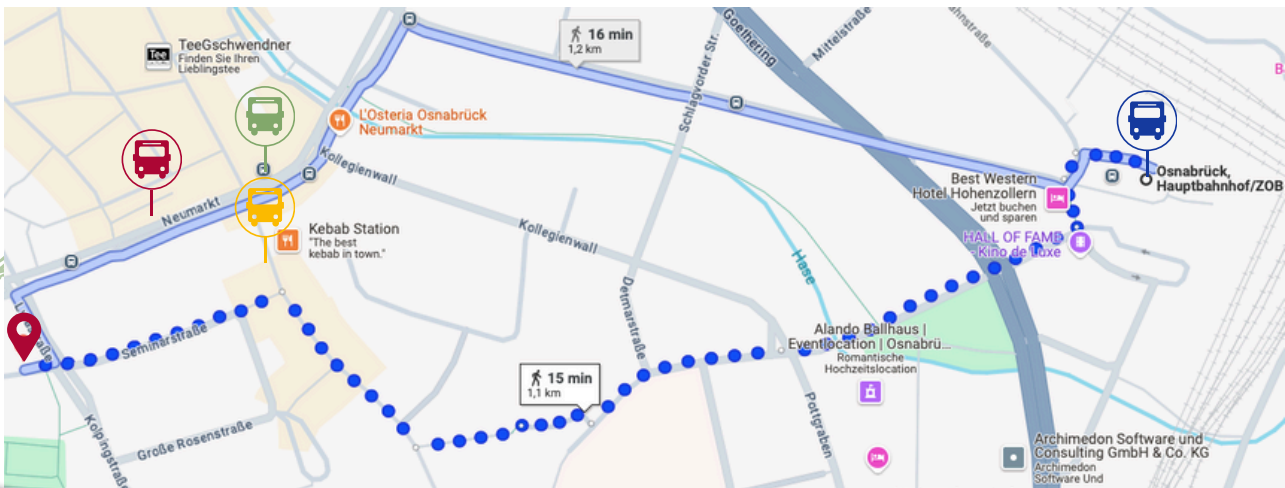 TeeGschwendner
Finden Sie Ihren
Lieblingstee
Tee
16 min
1,2 km
Goethering
Mittelstraße
Schlagvorder Str.
L'Osteria Osnabrück
Neumarkt
Kollegienwall
Neumarkt
Best Western
Hotel Hohenzollern
Jetzt buchen
und sparen
Osnabrück,
Hauptbahnhof/ZOB
Kebab Station
"The best
kebab in town."
Kollegienwall
HALL OF FAME
- Kino de Luxe
Hase
Detmarstraße
Seminarstraße
Alando Ballhaus |
Eventlocation | Osnabrü...
Romantische
Hochzeitslocation
15 min
1,1 km
Kolpingstraße
Große Rosenstraße
Pottgraben
Archimedon Software und
Consulting GmbH & Co. KG
Archimedon
Software Und